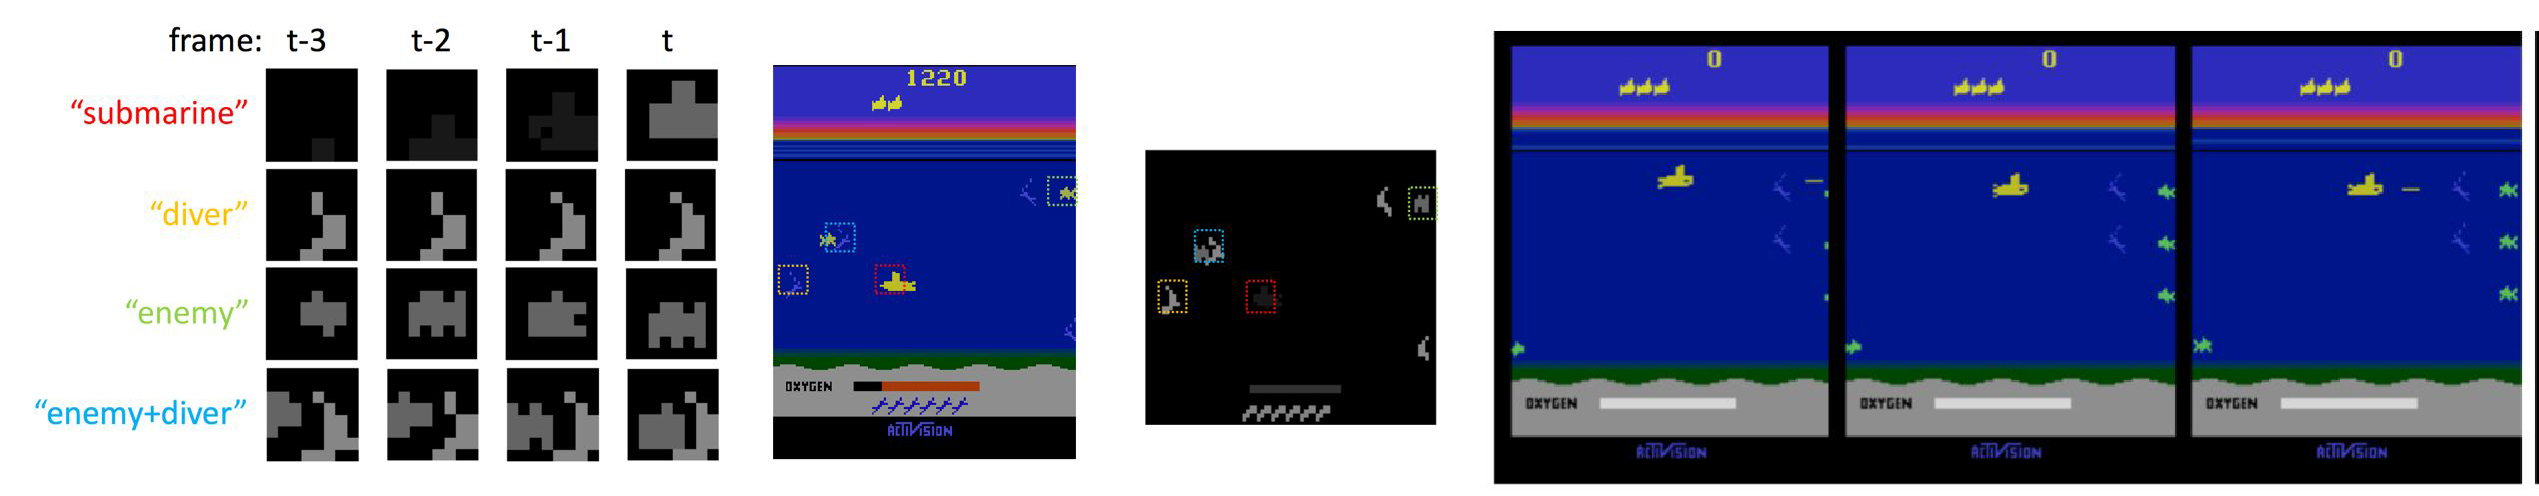 frame: t-3 t-2 t-1 t
“submarine”
“diver”
“enemy”
“enemy+diver”
1220
OXYGEN
ACTIVISION
0
OXYGEN
ACTIVISION
0
OXYGEN
ACTIVISION
0
OXYGEN
ACTIVISION